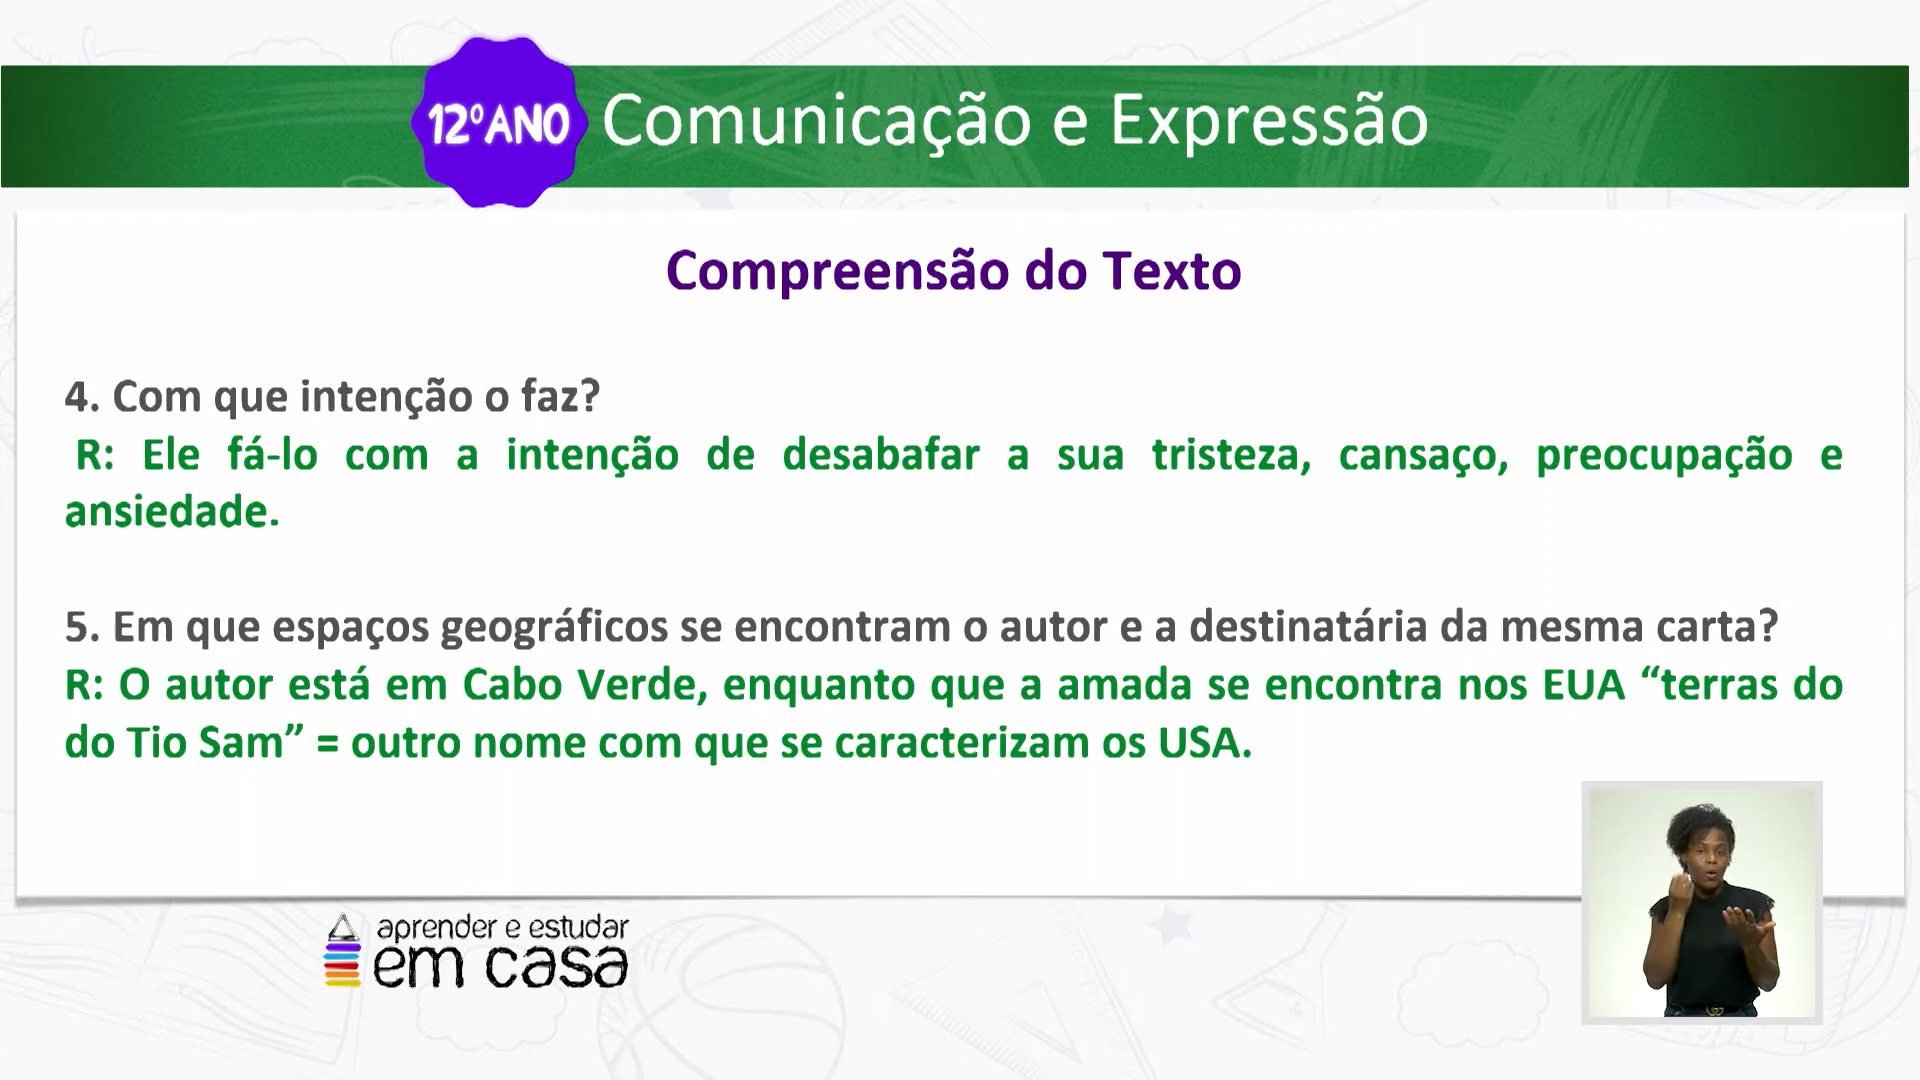 12ºANO Comunicação e Expressão
Compreensão do Texto
4. Com que intenção o faz?
R: Ele fá-lo com a intenção de desabafar a sua tristeza, cansaço, preocupação e
ansiedade.
5. Em que espaços geográficos se encontram o autor e a destinatária da mesma carta?
R: O autor está em Cabo Verde, enquanto que a amada se encontra nos EUA “terras do
do Tio Sam” = outro nome com que se caracterizam os USA.
aprender e estudar
em casa